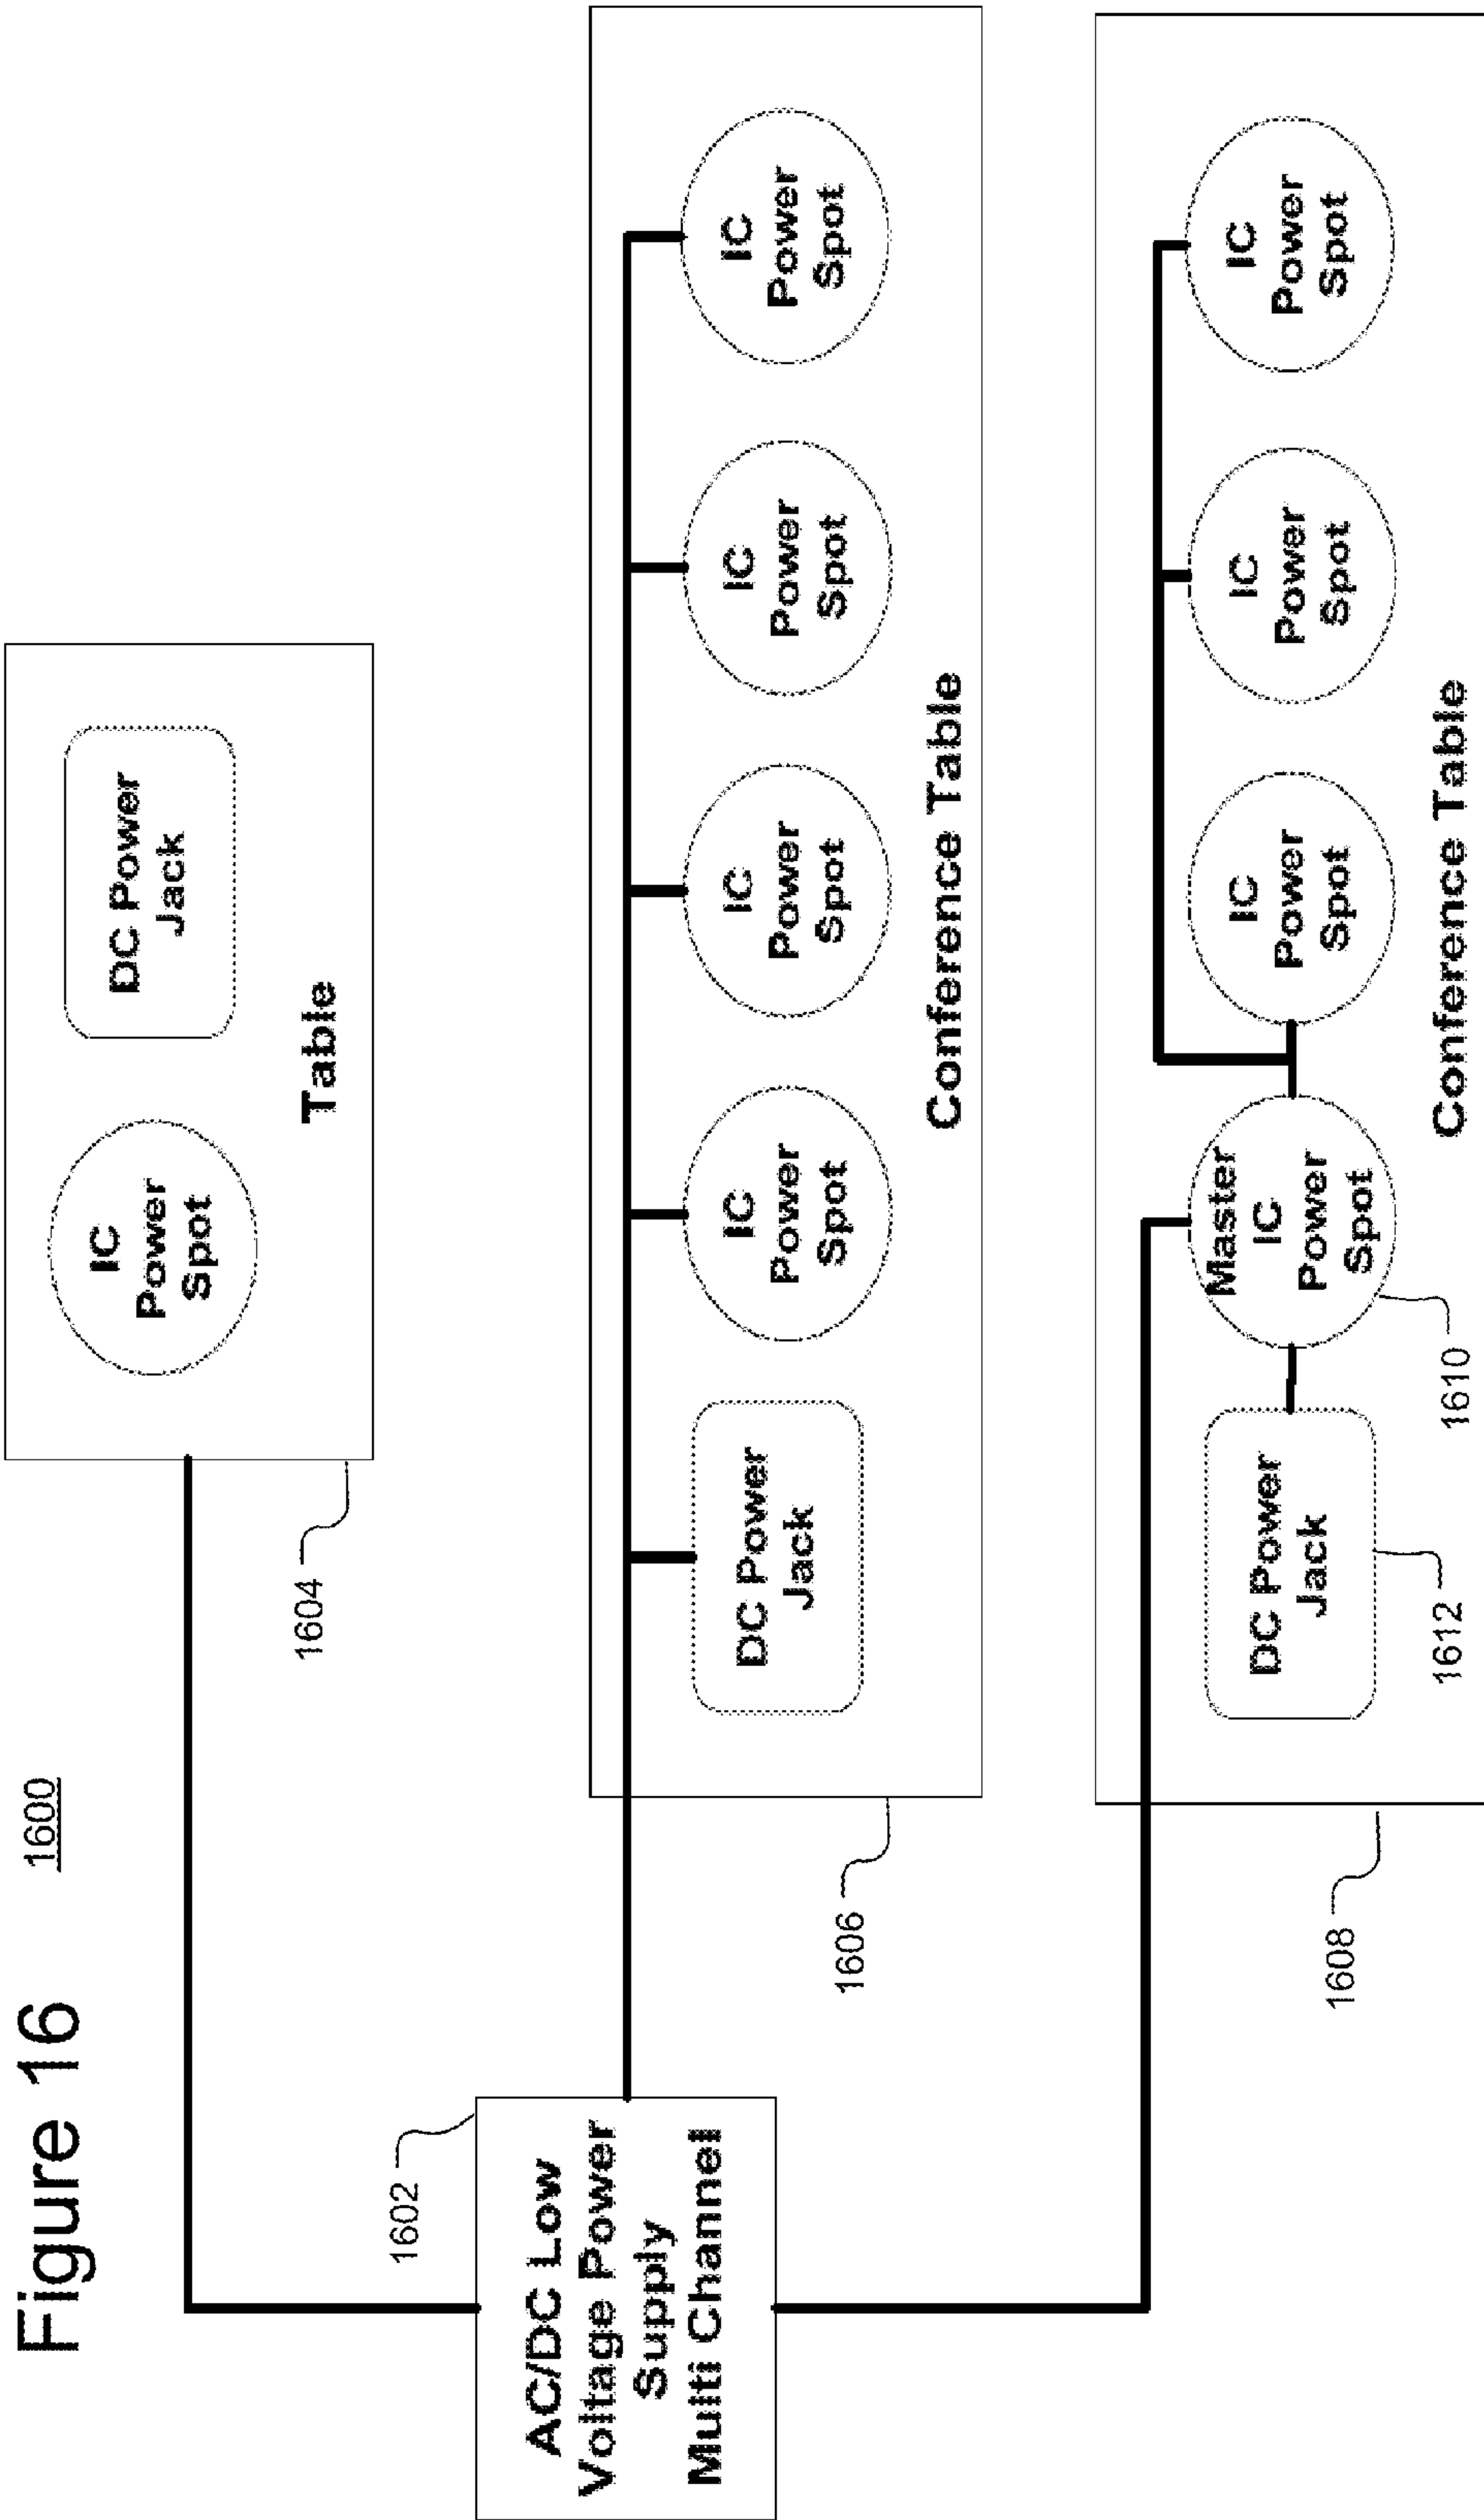 Figure 16
1600
1602
AC/DC Low
Voltage Power
Supply
Multi Channel
1604
IC
Power
Spot
DC Power
Jack
Table
1606
DC Power
Jack
IC
Power
Spot
IC
Power
Spot
IC
Power
Spot
IC
Power
Spot
IC
Power
Spot
Conference Table
1608
DC Power
Jack
1612
Master
IC
Power
Spot
1610
IC
Power
Spot
IC
Power
Spot
IC
Power
Spot
Conference Table